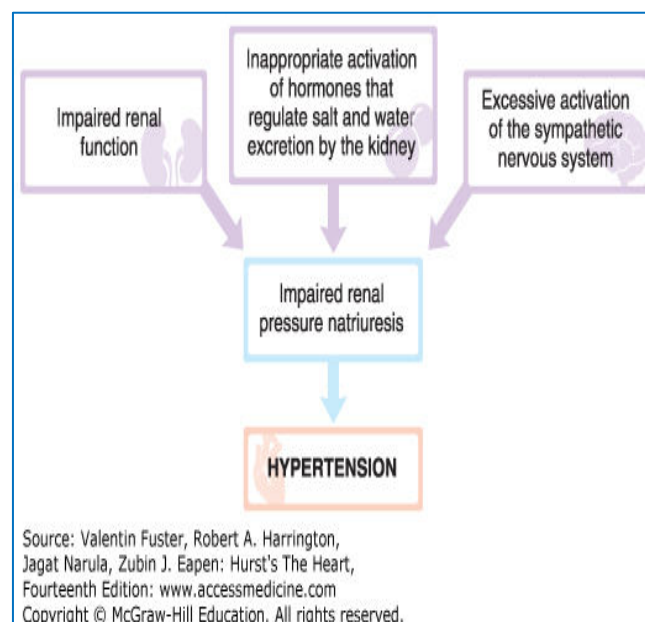 Impaired renal
function
Inappropriate activation
of hormones that
regulate salt and water
excretion by the kidney
Excessive activation
of the sympathetic
nervous system
Impaired renal
pressure natriuresis
HYPERTENSION
Source: Valentin Fuster, Robert A. Harrington,
Jagat Narula, Zubin J. Eapen: Hurst's The Heart,
Fourteenth Edition: www.accessmedicine.com
Copyright © McGraw-Hill Education. All rights reserved.